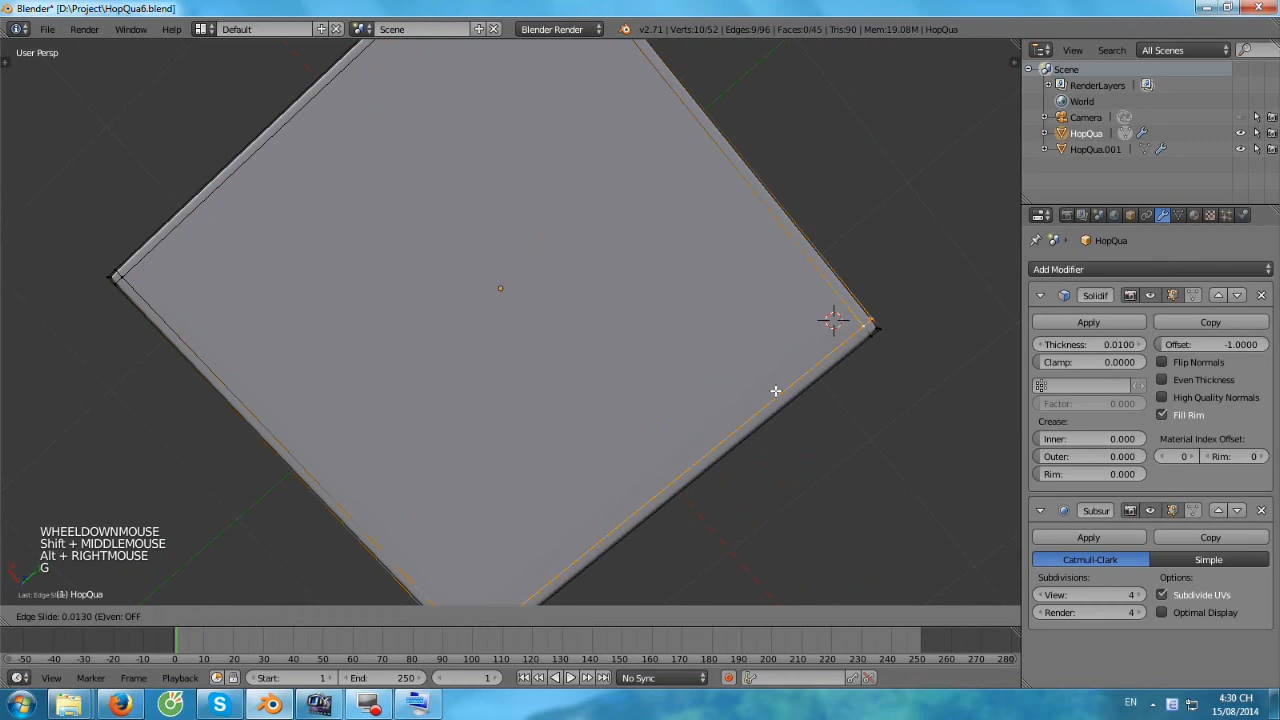 Blender* [D:\Project\HopQua6.blend]
File Render Window Help Default Scene Blender Render v2.71 | Verts:10/52 | Edges:9/96 | Faces:0/45 | Tris:90 | Mem:19.08M | HopQua
User Persp
View Search All Scenes
Scene
RenderLayers
World
Camera
HopQua
HopQua.001
HopQua
Add Modifier
Solidif
Apply Copy
Thickness: 0.0100 Offset: -1.0000
Clamp: 0.0000 Flip Normals
Even Thickness
High Quality Normals
Factor: 0.000 Fill Rim
Crease:
Inner: 0.000 Material Index Offset:
Outer: 0.000 0 Rim: 0
Rim: 0.000
Subsur
Apply Copy
Catmull-Clark Simple
Subdivisions: Options:
View: 4 Subdivide UVs
Render: 4 Optimal Display
WHEELDOWNMOUSE
Shift + MIDDLEMOUSE
Alt + RIGHTMOUSE
G
(1) HopQua
Edge Slide: 0.0130 (E)ven: OFF
-50 -40 -30 -20 -10 0 10 20 30 40 50 60 70 80 90 100 110 120 130 140 150 160 170 180 190 200 210 220 230 240 250 260 270 280
View Marker Frame Playback Start: 1 End: 250 1 No Sync
EN 4:30 CH
15/08/2014